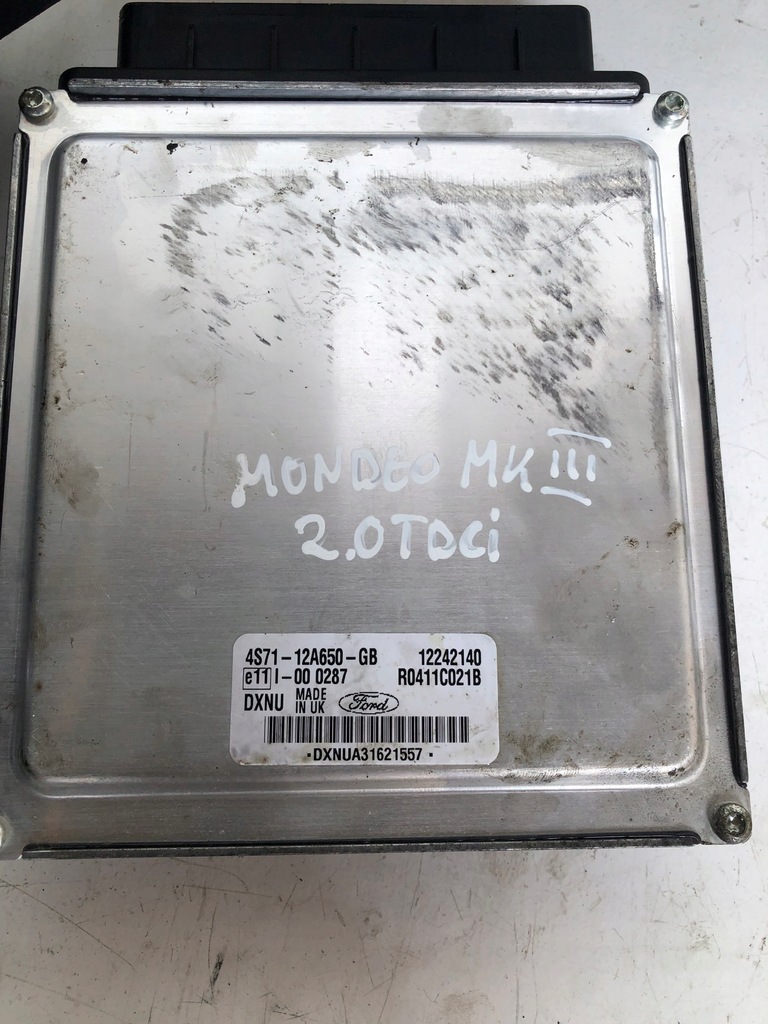 MONDEO MK III
2.0TDCi
4S71-12A650-GB 12242140
e11 I-00 0287 R0411C021B
DXNU MADE IN UK Ford
·DXNUA31621557·